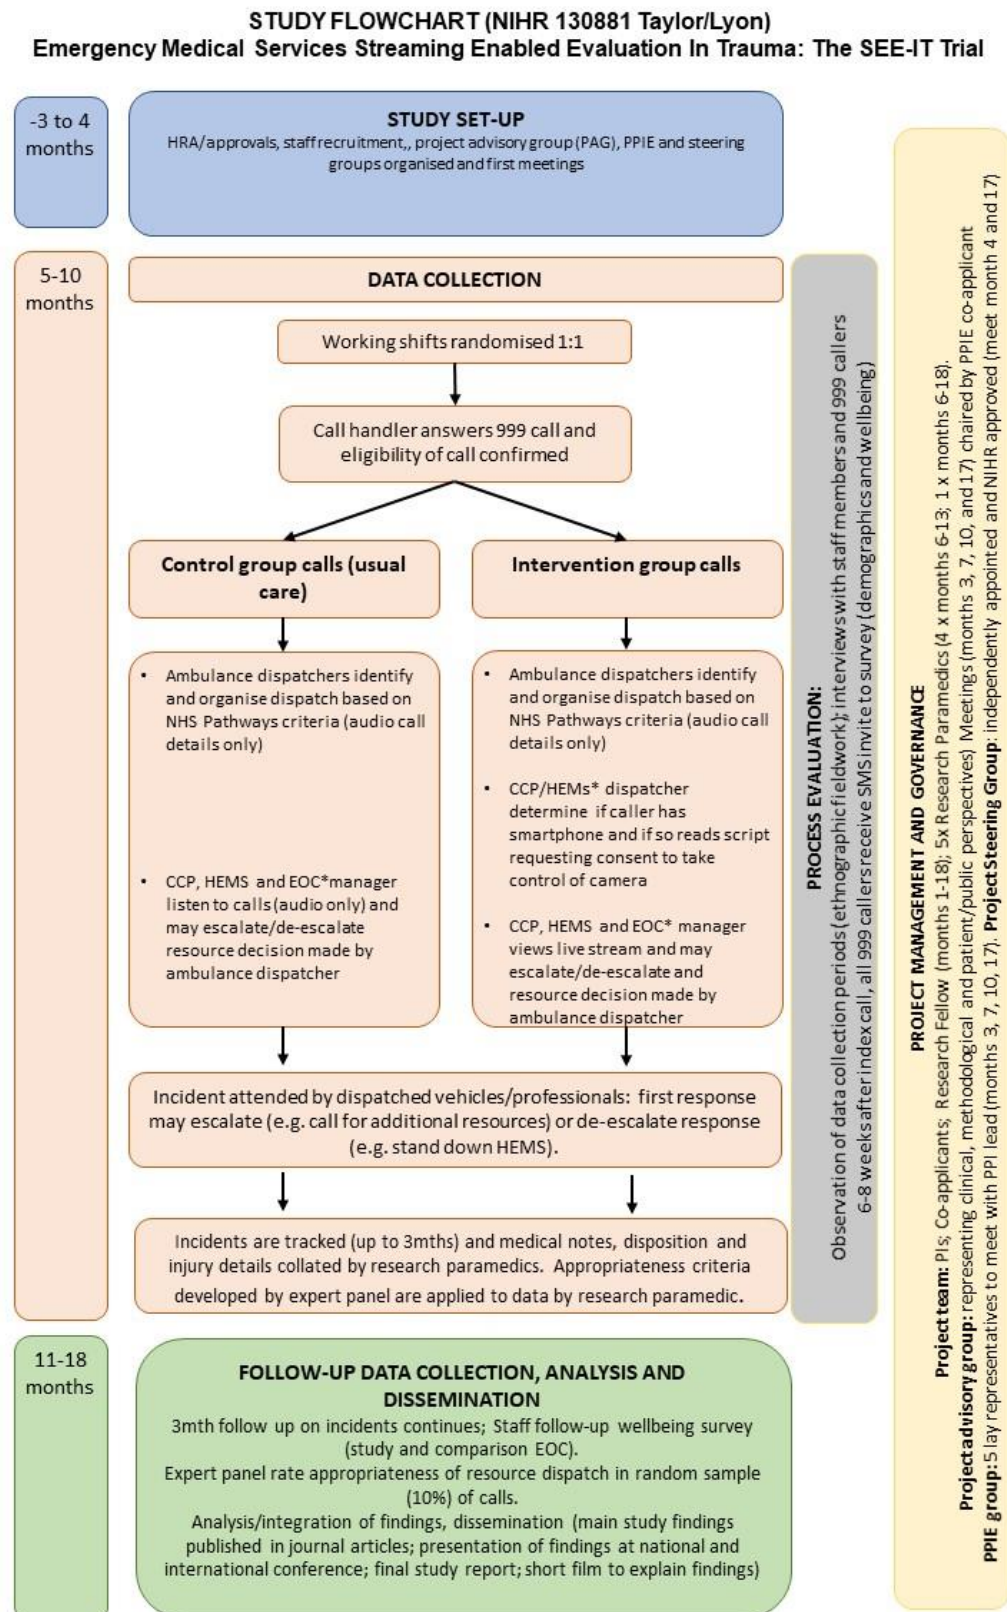 STUDY FLOWCHART (NIHR 130881 Taylor/Lyon)
Emergency Medical Services Streaming Enabled Evaluation In Trauma: The SEE-IT Trial
-3 to 4
months
STUDY SET-UP
HRA/approvals, staff recruitment,, project advisory group (PAG), PPIE and steering
groups organised and first meetings
5-10
months
DATA COLLECTION
Working shifts randomised 1:1
Call handler answers 999 call and
eligibility of call confirmed
Control group calls (usual
care)
• Ambulance dispatchers identify
and organise dispatch based on
NHS Pathways criteria (audio call
details only)
• CCP, HEMS and EOC*manager
listen to calls (audio only) and
may escalate/de-escalate
resource decision made by
ambulance dispatcher
Intervention group calls
• Ambulance dispatchers identify
and organise dispatch based on
NHS Pathways criteria (audio call
details only)
• CCP/HEMs* dispatcher
determine if caller has
smartphone and if so reads script
requesting consent to take
control of camera
• CCP, HEMS and EOC* manager
views live stream and may
escalate/de-escalate and
resource decision made by
ambulance dispatcher
Incident attended by dispatched vehicles/professionals: first response
may escalate (e.g. call for additional resources) or de-escalate response
(e.g. stand down HEMS).
Incidents are tracked (up to 3mths) and medical notes, disposition and
injury details collated by research paramedics. Appropriateness criteria
developed by expert panel are applied to data by research paramedic.
11-18
months
FOLLOW-UP DATA COLLECTION, ANALYSIS AND
DISSEMINATION
3mth follow up on incidents continues; Staff follow-up wellbeing survey
(study and comparison EOC).
Expert panel rate appropriateness of resource dispatch in random sample
(10%) of calls.
Analysis/integration of findings, dissemination (main study findings
published in journal articles; presentation of findings at national and
international conference; final study report; short film to explain findings)
PROCESS EVALUATION:
Observation of data collection periods (ethnographic fieldwork); interviews with staff members and 999 callers
6-8 weeks after index call, all 999 callers receive SMS invite to survey (demographics and wellbeing)
PROJECT MANAGEMENT AND GOVERNANCE
Project team: PIs; Co-applicants; Research Fellow (months 1-18); 5x Research Paramedics (4 x months 6-13; 1 x months 6-18).
Project advisory group: representing clinical, methodological and patient/public perspectives) Meetings (months 3, 7, 10, and 17) chaired by PPIE co-applicant
PPIE group: 5 lay representatives to meet with PPI lead (months 3, 7, 10, 17). Project Steering Group: independently appointed and NIHR approved (meet month 4 and 17)